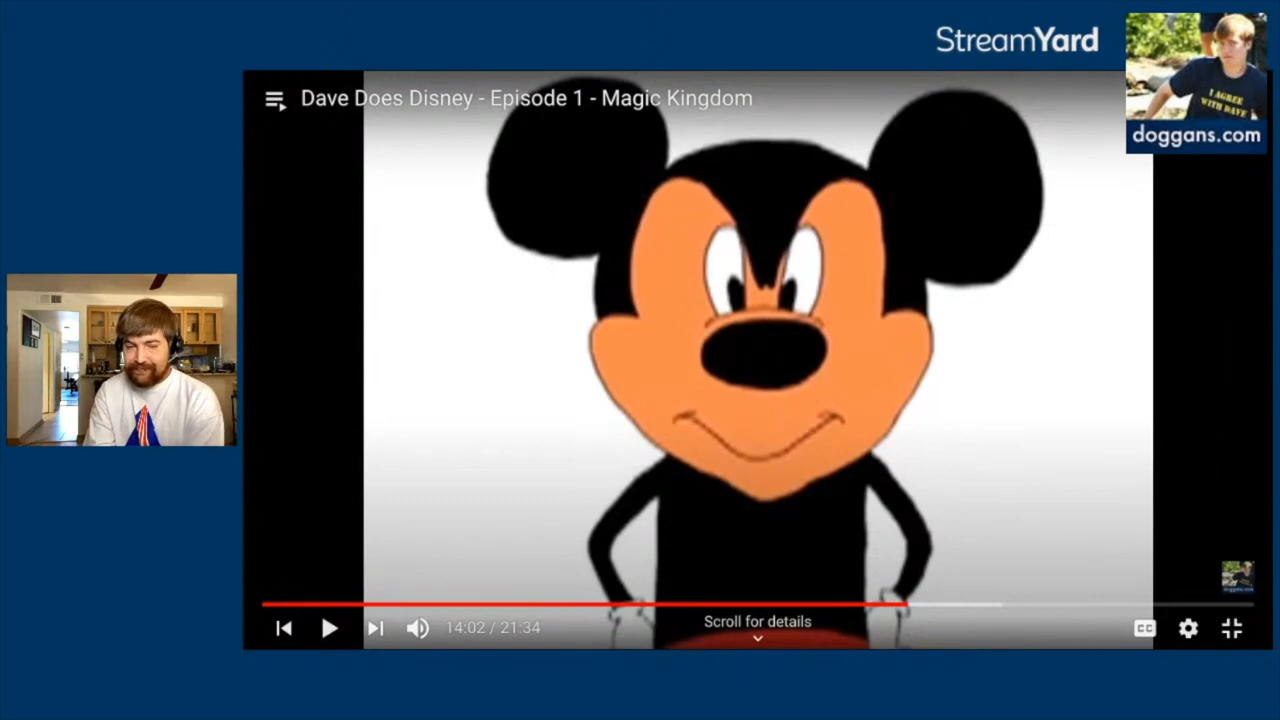 StreamYard
Dave Does Disney - Episode 1 - Magic Kingdom
I AGREE
WITH DAVE
doggans.com
14:02 / 21:34
Scroll for details
CC